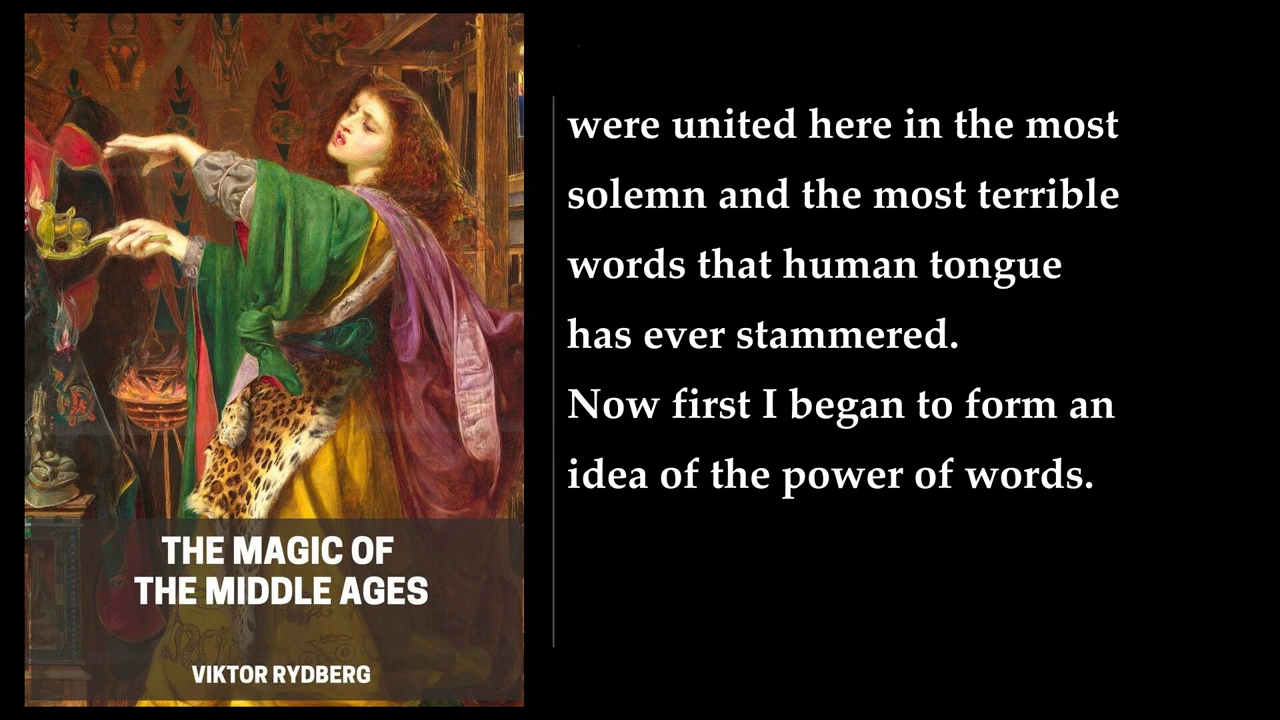 THE MAGIC OF
THE MIDDLE AGES
VIKTOR RYDBERG
were united here in the most
solemn and the most terrible
words that human tongue
has ever stammered.
Now first I began to form an
idea of the power of words.